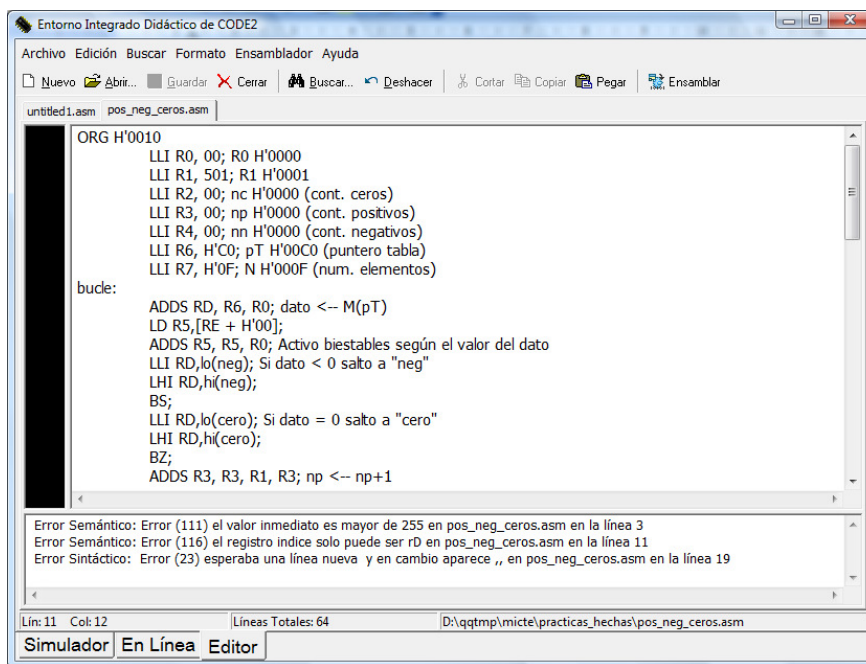 Entorno Integrado Didáctico de CODE2
Archivo Edición Buscar Formato Ensamblador Ayuda
Nuevo Abrir... Guardar Cerrar Buscar... Deshacer Cortar Copiar Pegar Ensamblar
untitled1.asm pos_neg_ceros.asm
ORG H'0010
LLI R0, 00; R0 H'0000
LLI R1, 501; R1 H'0001
LLI R2, 00; nc H'0000 (cont. ceros)
LLI R3, 00; np H'0000 (cont. positivos)
LLI R4, 00; nn H'0000 (cont. negativos)
LLI R6, H'C0; pT H'00C0 (puntero tabla)
LLI R7, H'0F; N H'000F (num. elementos)
bucle:
ADDS RD, R6, R0; dato <-- M(pT)
LD R5,[RE + H'00];
ADDS R5, R5, R0; Activo biestables según el valor del dato
LLI RD,lo(neg); Si dato < 0 salto a "neg"
LHI RD,hi(neg);
BS;
LLI RD,lo(cero); Si dato = 0 salto a "cero"
LHI RD,hi(cero);
BZ;
ADDS R3, R3, R1, R3; np <-- np+1
Error Semántico: Error (111) el valor inmediato es mayor de 255 en pos_neg_ceros.asm en la línea 3
Error Semántico: Error (116) el registro indice solo puede ser rD en pos_neg_ceros.asm en la línea 11
Error Sintáctico: Error (23) esperaba una línea nueva y en cambio aparece ,, en pos_neg_ceros.asm en la línea 19
Lín: 11 Col: 12 Líneas Totales: 64 D:\qqtmp\micte\practicas_hechas\pos_neg_ceros.asm
Simulador En Línea Editor